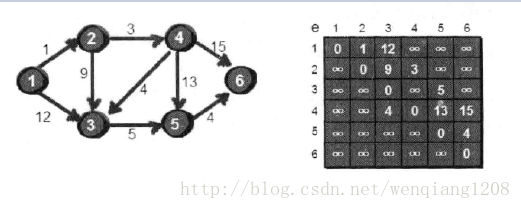 1
12
2
9
3
3
4
4
13
15
5
5
4
6
1
e 1 2 3 4 5 6
1 0 1 12 ∞ ∞ ∞
2 ∞ 0 9 3 ∞ ∞
3 ∞ ∞ 0 ∞ 5 ∞
4 ∞ ∞ 4 0 13 15
5 ∞ ∞ ∞ ∞ 0 4
6 ∞ ∞ ∞ ∞ ∞ 0
http://blog.csdn.net/wenqiang1208